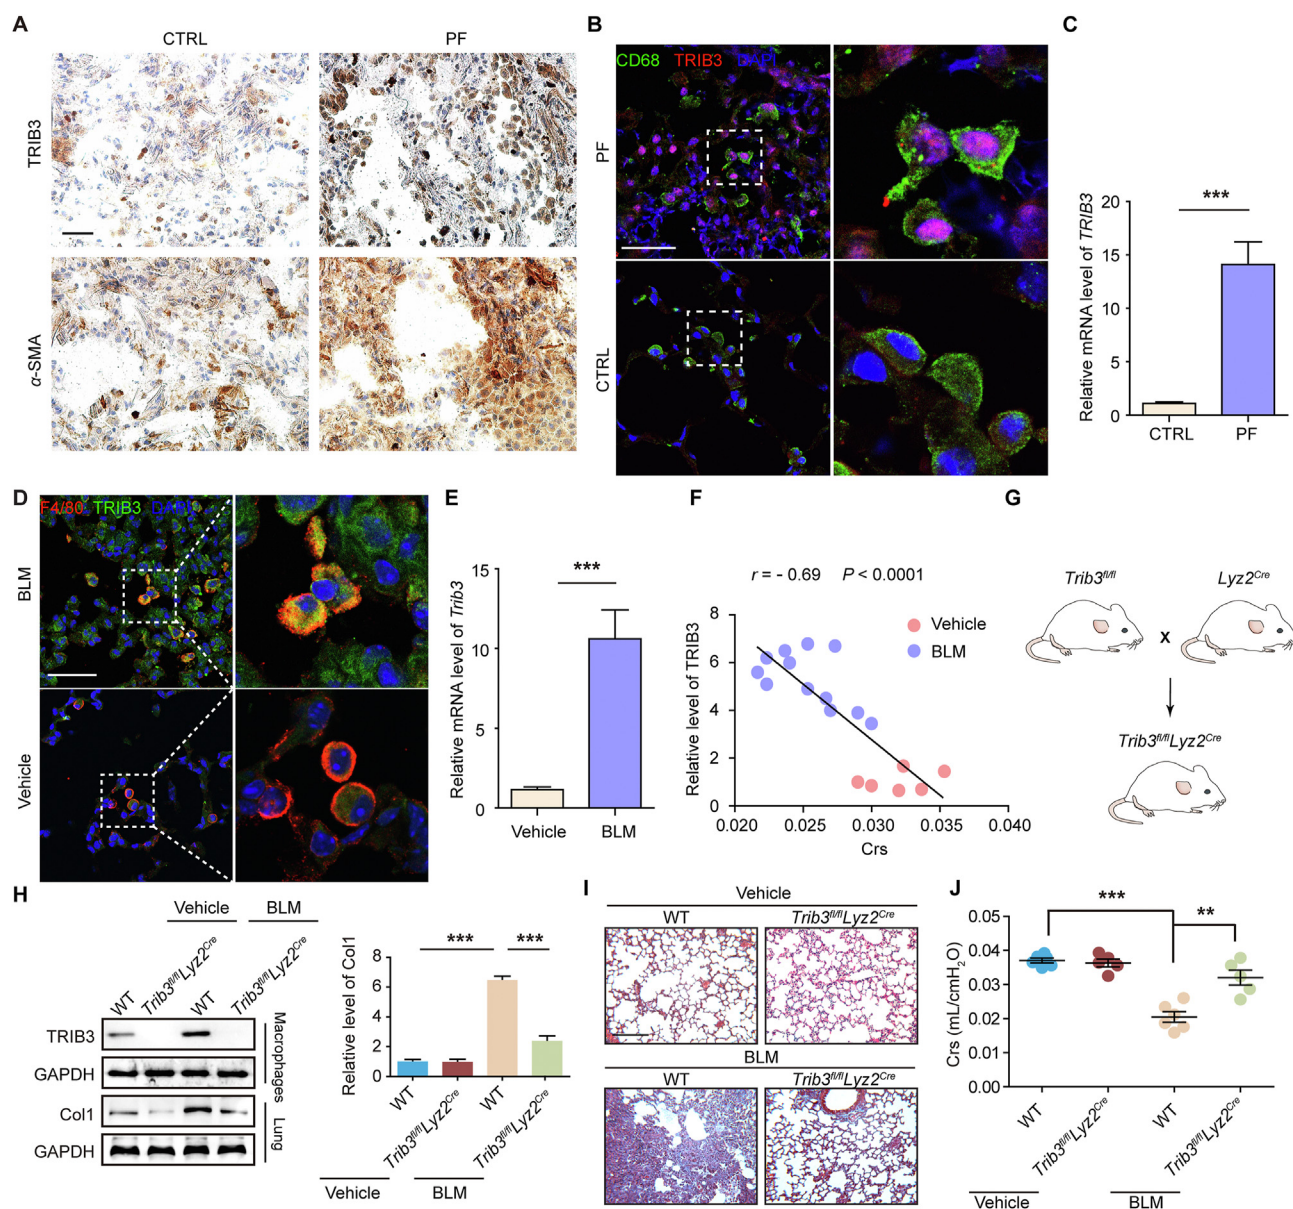 A
CTRL
PF
TRIB3
α-SMA
B
CD68 TRIB3 DAPI
PF
CTRL
C
Relative mRNA level of TRIB3
***
20
15
20
10
5
0
CTRL
PF
D
F4/80 TRIB3 DAPI
BLM
Vehicle
E
Relative mRNA level of Trib3
***
15
10
5
0
Vehicle
BLM
F
r = - 0.69 P < 0.0001
Relative level of TRIB3
8
6
4
2
0
Vehicle
BLM
0.020 0.025 0.030 0.035 0.040
Crs
G
Trib3fl/fl
Lyz2Cre
x
Trib3fl/flLyz2Cre
H
Vehicle BLM
WT
Trib3fl/flLyz2Cre
WT
Trib3fl/flLyz2Cre
TRIB3
GAPDH
Col1
GAPDH
Macrophages
Lung
Relative level of Col1
*** ***
8
6
4
2
0
WT
Trib3fl/flLyz2Cre
WT
Trib3fl/flLyz2Cre
Vehicle BLM
I
Vehicle
WT Trib3fl/flLyz2Cre
BLM
WT Trib3fl/flLyz2Cre
J
*** **
Crs (mL/cmH2O)
0.05
0.04
0.03
0.02
0.01
0.00
WT
Trib3fl/flLyz2Cre
WT
Trib3fl/flLyz2Cre
Vehicle BLM